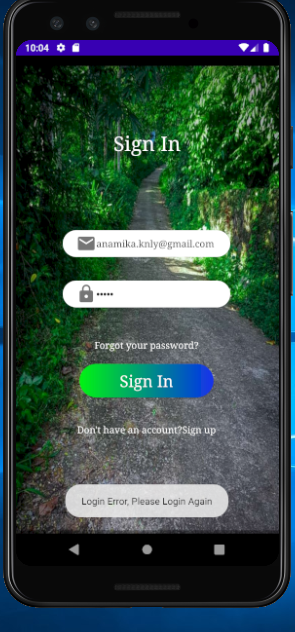 10:04
Sign In
anamika.knly@gmail.com
•••••
Forgot your password?
Sign In
Don't have an account?Sign up
Login Error, Please Login Again